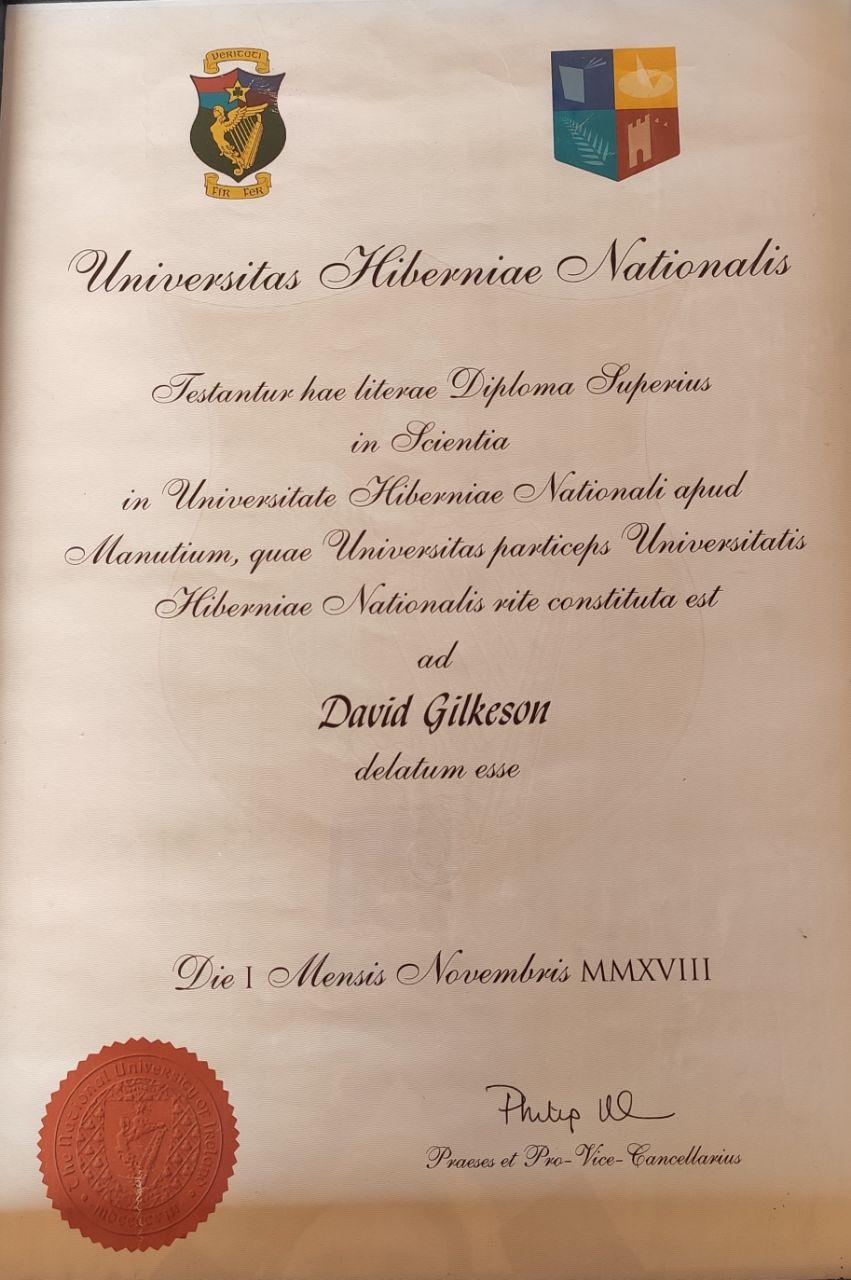 VERITATI
FIR FER
Universitas Hiberniae Nationalis
Testantur hae literae Diploma Superius
in Scientia
in Universitate Hiberniae Nationali apud
Manutium, quae Universitas particeps Universitatis
Hiberniae Nationalis rite constituta est
ad
David Gilkeson
delatum esse
Die I Mensis Novembris MMXVIII
The National University of Ireland
Philip
Praeses et Pro-Vice-Cancellarius